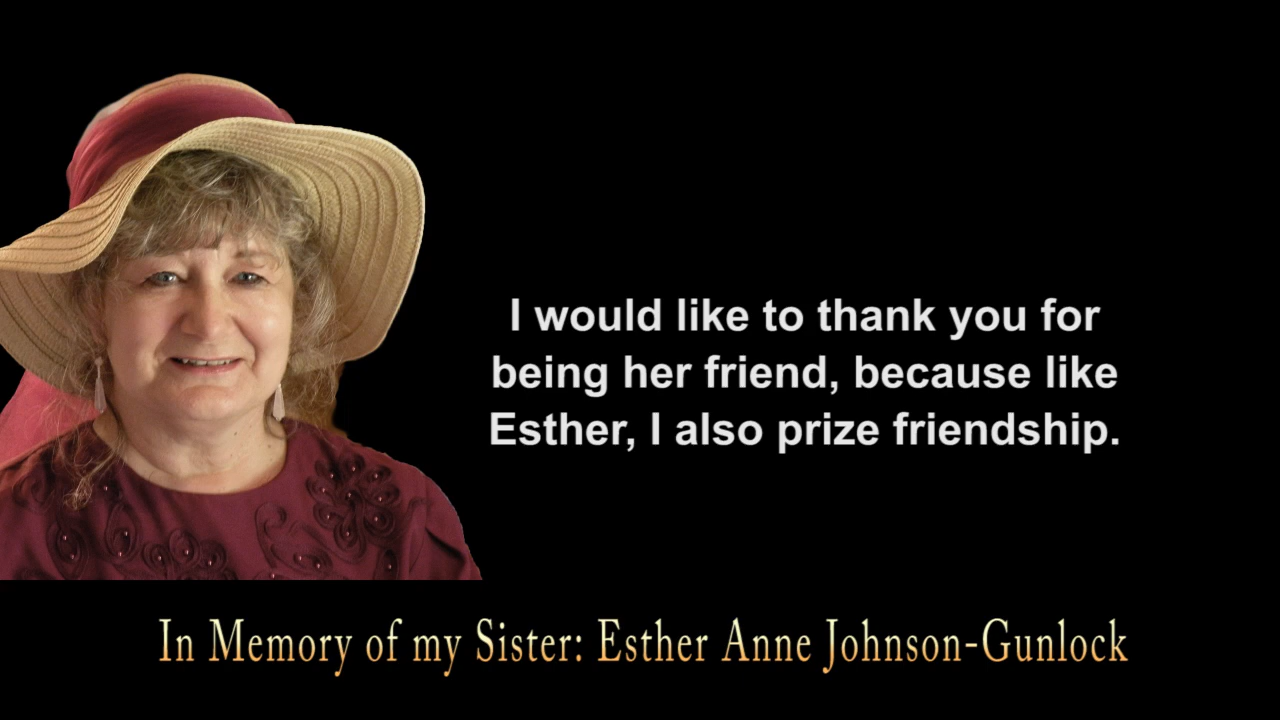 I would like to thank you for
being her friend, because like
Esther, I also prize friendship.
In Memory of my Sister: Esther Anne Johnson-Gunlock